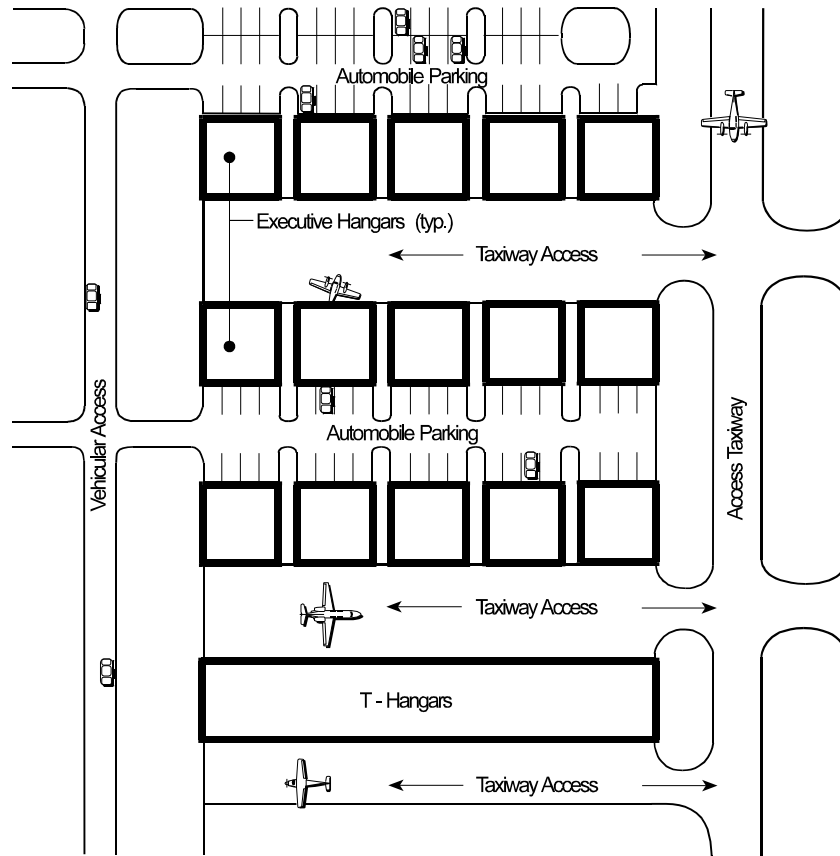 Automobile Parking
Executive Hangars (typ.)
Taxiway Access
Vehicular Access
Automobile Parking
Access Taxiway
Taxiway Access
T - Hangars
Taxiway Access